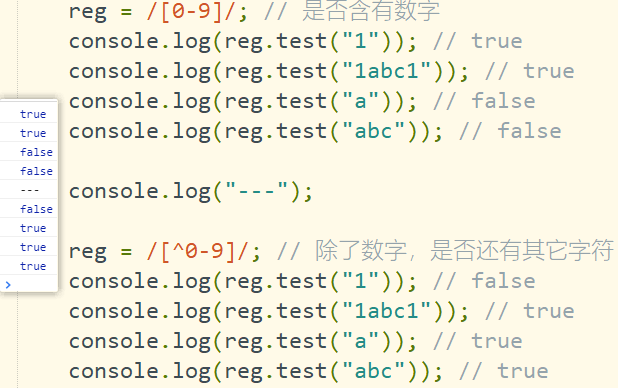 reg = /[0-9]/; // 是否含有数字
console.log(reg.test("1")); // true
console.log(reg.test("1abc1")); // true
console.log(reg.test("a")); // false
console.log(reg.test("abc")); // false
console.log("---");
reg = /[^0-9]/; // 除了数字，是否还有其它字符
console.log(reg.test("1")); // false
console.log(reg.test("1abc1")); // true
console.log(reg.test("a")); // true
console.log(reg.test("abc")); // true
true
true
false
false
---
false
true
true
true
>